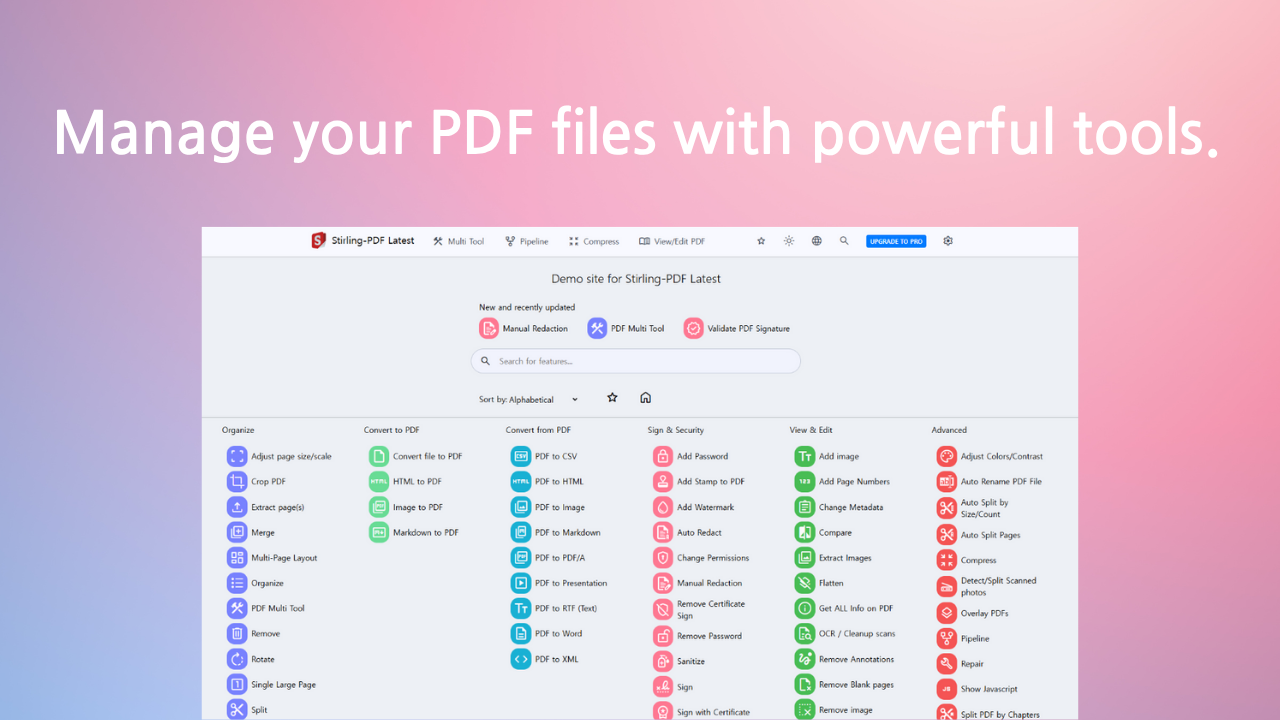 Manage your PDF files with powerful tools.
Stirling-PDF Latest
Multi Tool
Pipeline
Compress
View/Edit PDF
UPGRADE TO PRO
Demo site for Stirling-PDF Latest
New and recently updated
Manual Redaction
PDF Multi Tool
Validate PDF Signature
Search for features...
Sort by: Alphabetical
Organize
Adjust page size/scale
Crop PDF
Extract page(s)
Merge
Multi-Page Layout
Organize
PDF Multi Tool
Remove
Rotate
Single Large Page
Split
Convert to PDF
Convert file to PDF
HTML to PDF
Image to PDF
Markdown to PDF
Convert from PDF
PDF to CSV
PDF to HTML
PDF to Image
PDF to Markdown
PDF to PDF/A
PDF to Presentation
PDF to RTF (Text)
PDF to Word
PDF to XML
Sign & Security
Add Password
Add Stamp to PDF
Add Watermark
Auto Redact
Change Permissions
Manual Redaction
Remove Certificate
Sign
Remove Password
Sanitize
Sign
Sign with Certificate
View & Edit
Add image
Add Page Numbers
Change Metadata
Compare
Extract Images
Flatten
Get ALL Info on PDF
OCR / Cleanup scans
Remove Annotations
Remove Blank pages
Remove image
Advanced
Adjust Colors/Contrast
Auto Rename PDF File
Auto Split by
Size/Count
Auto Split Pages
Compress
Detect/Split Scanned
photos
Overlay PDFs
Pipeline
Repair
Show Javascript
Split PDF by Chapters